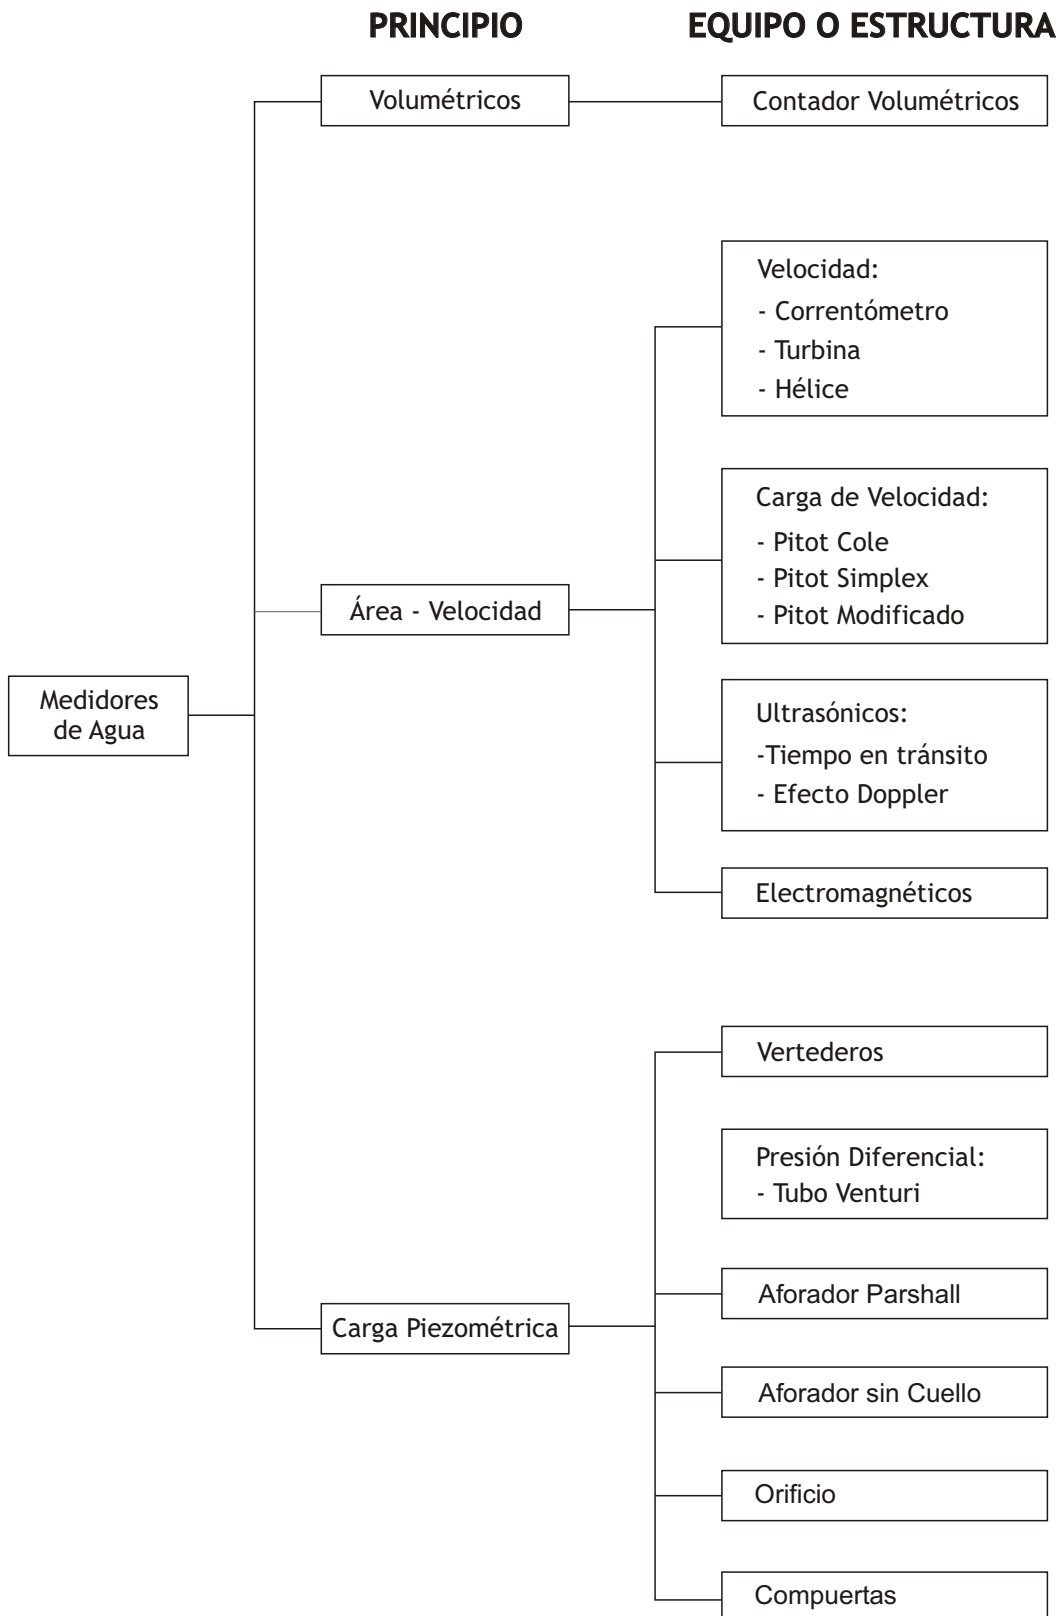 PRINCIPIO
EQUIPO O ESTRUCTURA
Volumétricos
Contador Volumétricos
Velocidad:
- Correntómetro
- Turbina
- Hélice
Carga de Velocidad:
- Pitot Cole
- Pitot Simplex
- Pitot Modificado
Área - Velocidad
Medidores
de Agua
Ultrasónicos:
-Tiempo en tránsito
- Efecto Doppler
Electromagnéticos
Vertederos
Presión Diferencial:
- Tubo Venturi
Aforador Parshall
Carga Piezométrica
Aforador sin Cuello
Orificio
Compuertas